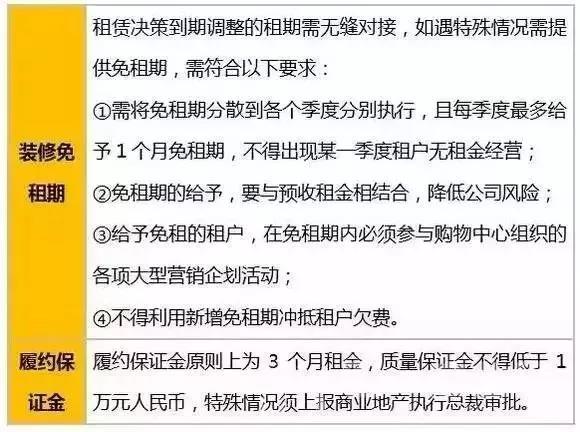 租赁决策到期调整的租期需无缝对接，如遇特殊情况需提
供免租期，需符合以下要求：
①需将免租期分散到各个季度分别执行，且每季度最多给
予 1 个月免租期，不得出现某一季度租户无租金经营；
装修免
租期
②免租期的给予，要与预收租金相结合，降低公司风险；
③给予免租的租户，在免租期内必须参与购物中心组织的
各项大型营销企划活动；
④不得利用新增免租期冲抵租户欠费。
履约保
证金
履约保证金原则上为 3 个月租金，质量保证金不得低于 1
万元人民币，特殊情况须上报商业地产执行总裁审批。